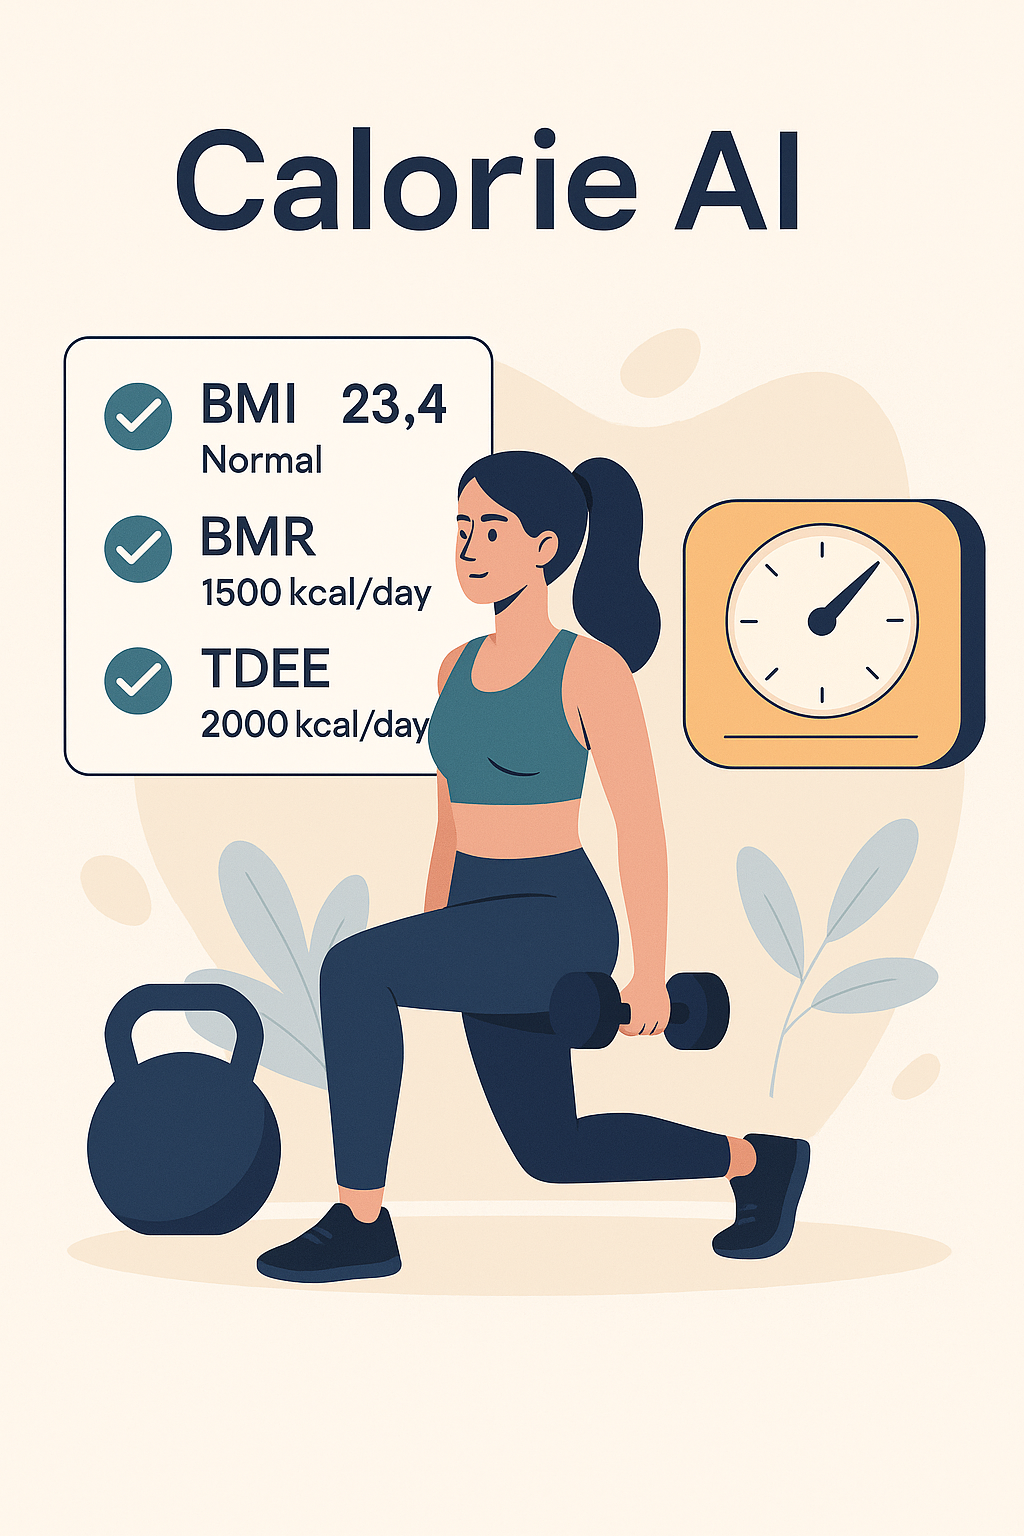 Calorie AI
BMI 23,4
Normal
BMR
1500 kcal/day
TDEE
2000 kcal/day